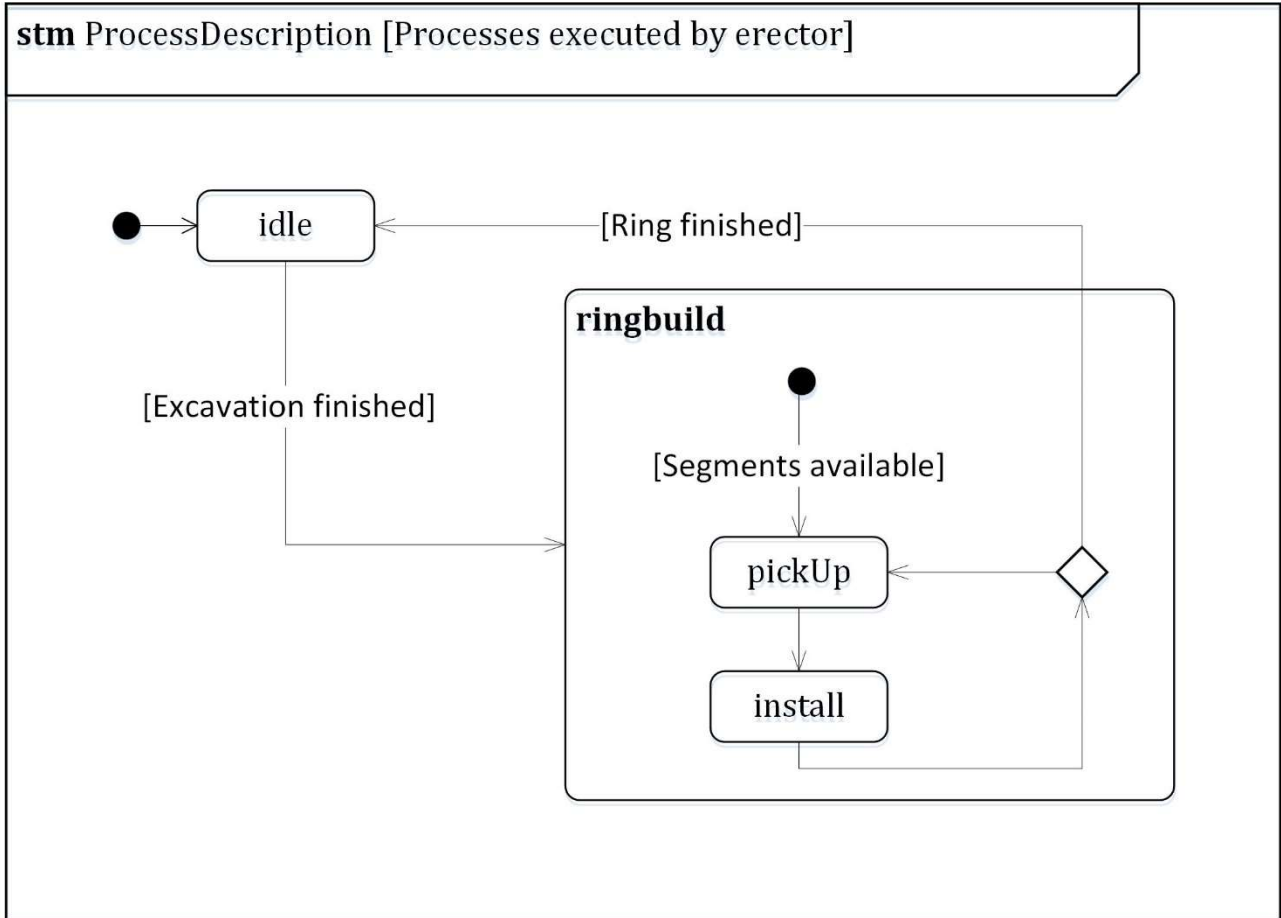 stm ProcessDescription [Processes executed by erector]
idle
[Ring finished]
ringbuild
[Excavation finished]
[Segments available]
pickUp
install